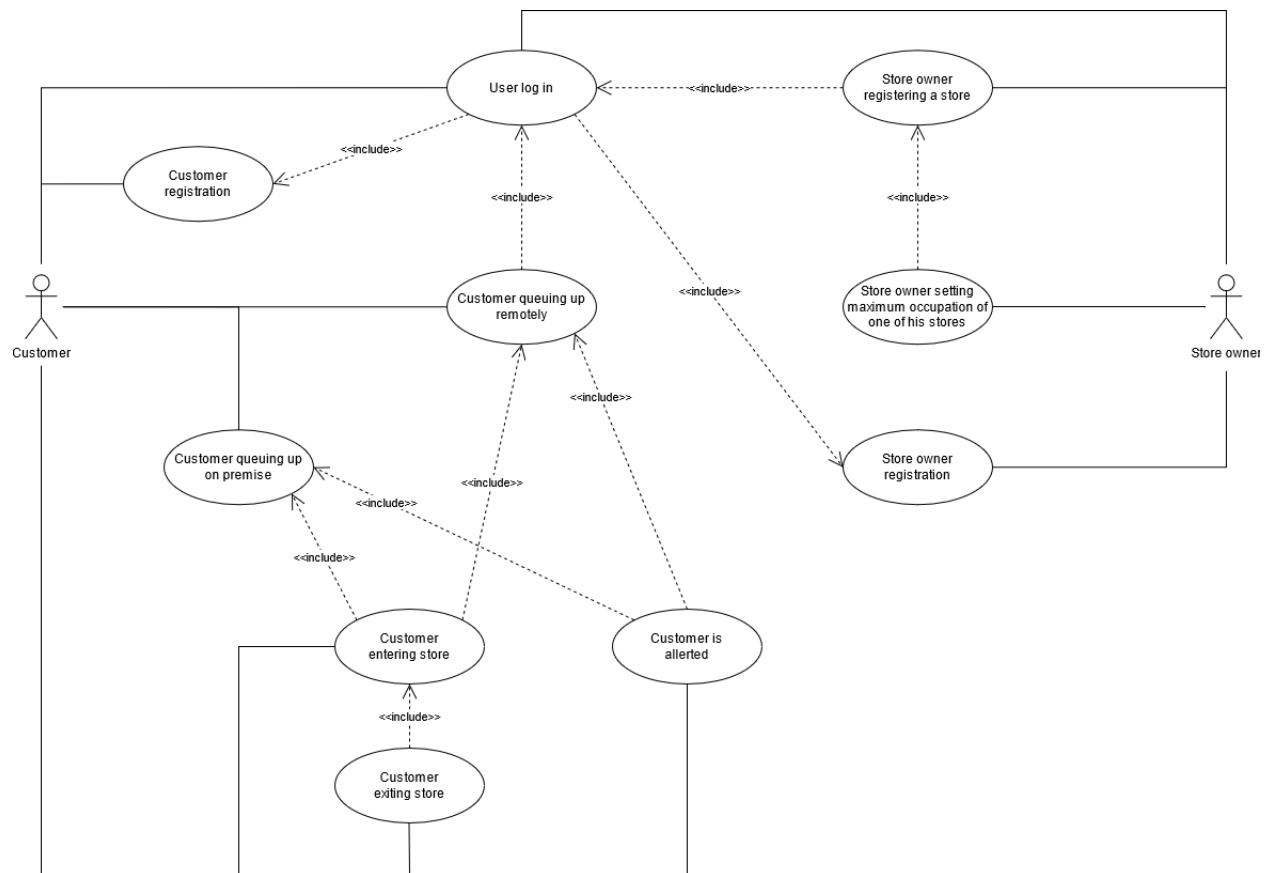 User log in
<<include>>
Store owner
registering a store
<<include>>
Customer
registration
<<include>>
<<include>>
Customer queuing up
remotely
<<include>>
Store owner setting
maximum occupation of
one of his stores
Customer
Store owner
<<include>>
Customer queuing up
on premise
<<include>>
<<include>>
Store owner
registration
<<include>>
Customer
entering store
Customer is
allerted
<<include>>
Customer
exiting store